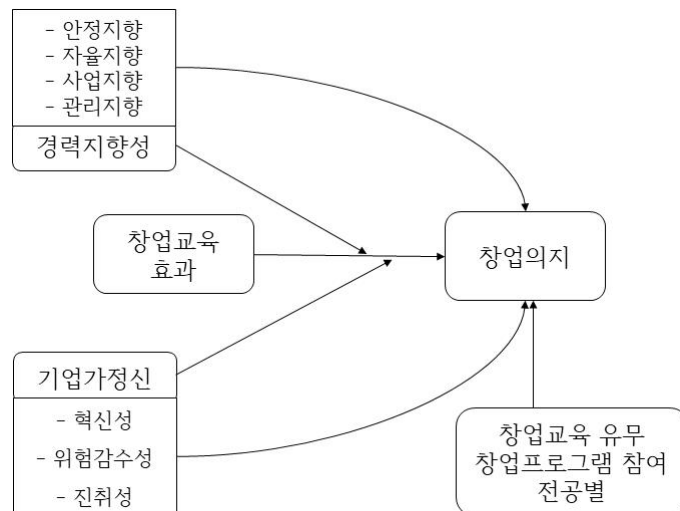 - 안정지향
- 자율지향
- 사업지향
- 관리지향
경력지향성
창업교육
효과
창업의지
기업가정신
- 혁신성
- 위험감수성
- 진취성
창업교육 유무
창업프로그램 참여
전공별